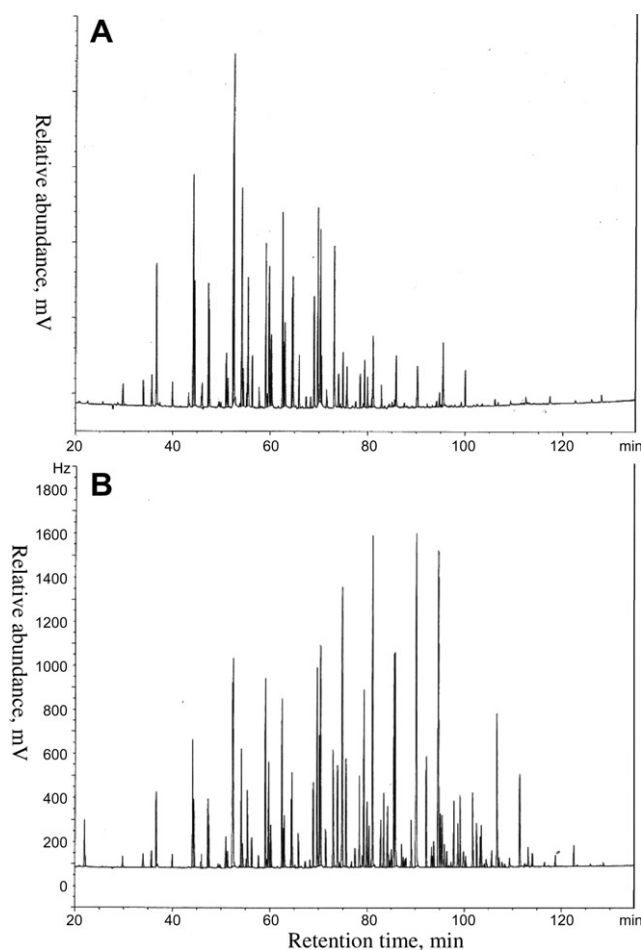 A
Relative abundance, mV
20 40 60 80 100 120 min
Hz
B
1800
1600
1400
1200
1000
800
600
400
200
0
Relative abundance, mV
20 40 60 80 100 120 min
Retention time, min